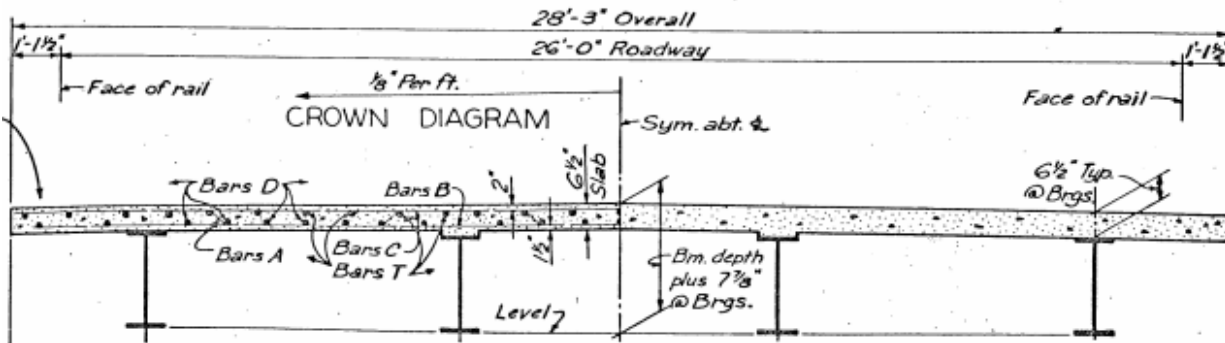 28'-3" Overall
1'-1½"
26'-0" Roadway
1'-1½"
Face of rail
⅛" Per ft.
CROWN DIAGRAM
Sym. abt. ℄
Face of rail
Bars D
Bars B
2"
6½"
Slab
6½" Typ.
@ Brgs.
Bars A
Bars C
Bars T
1½"
Bm. depth
plus 7⅞"
@ Brgs.
Level